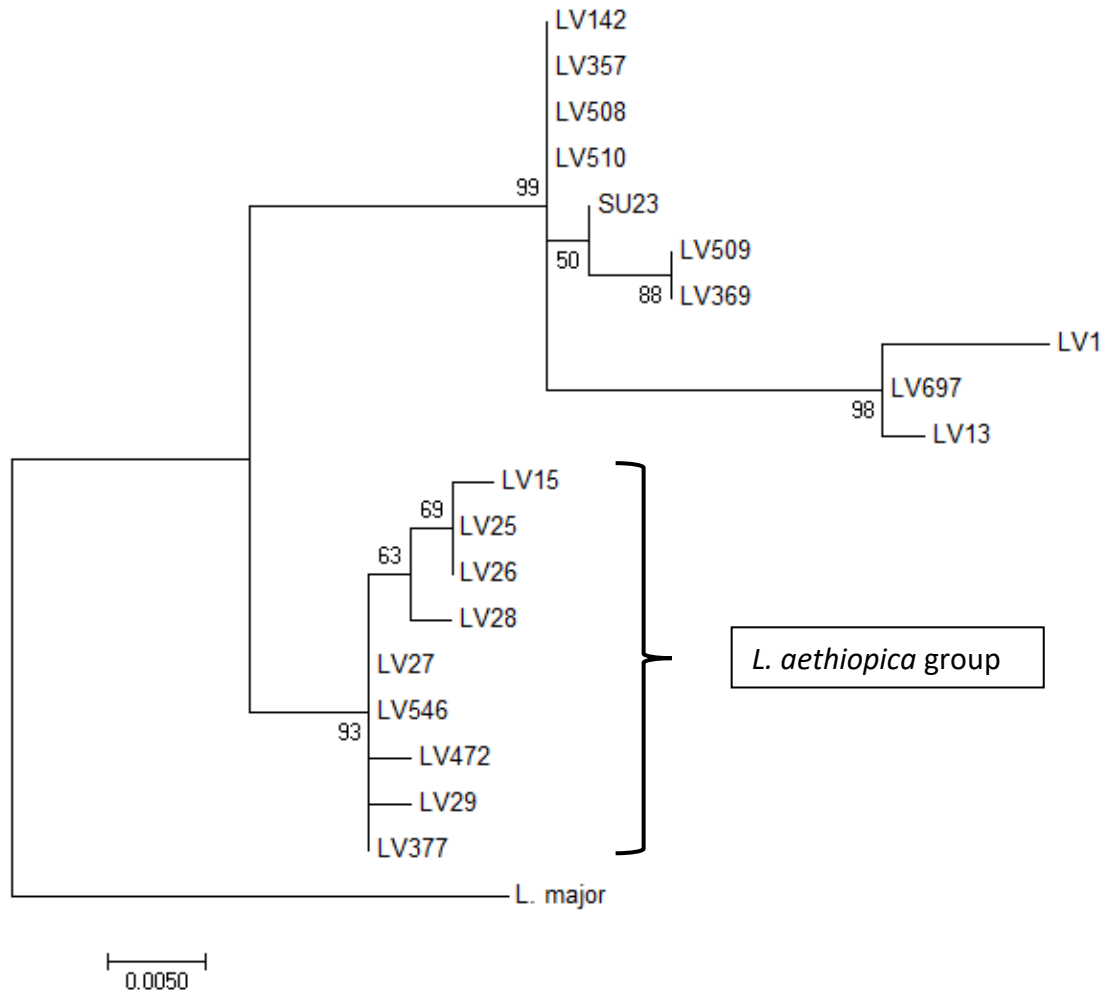 LV142
LV357
LV508
LV510
99
SU23
LV509
50
88
LV369
LV1
LV697
98
LV13
LV15
69
LV25
63
LV26
LV28
LV27
L. aethiopica group
LV546
93
LV472
LV29
LV377
L. major
0.0050